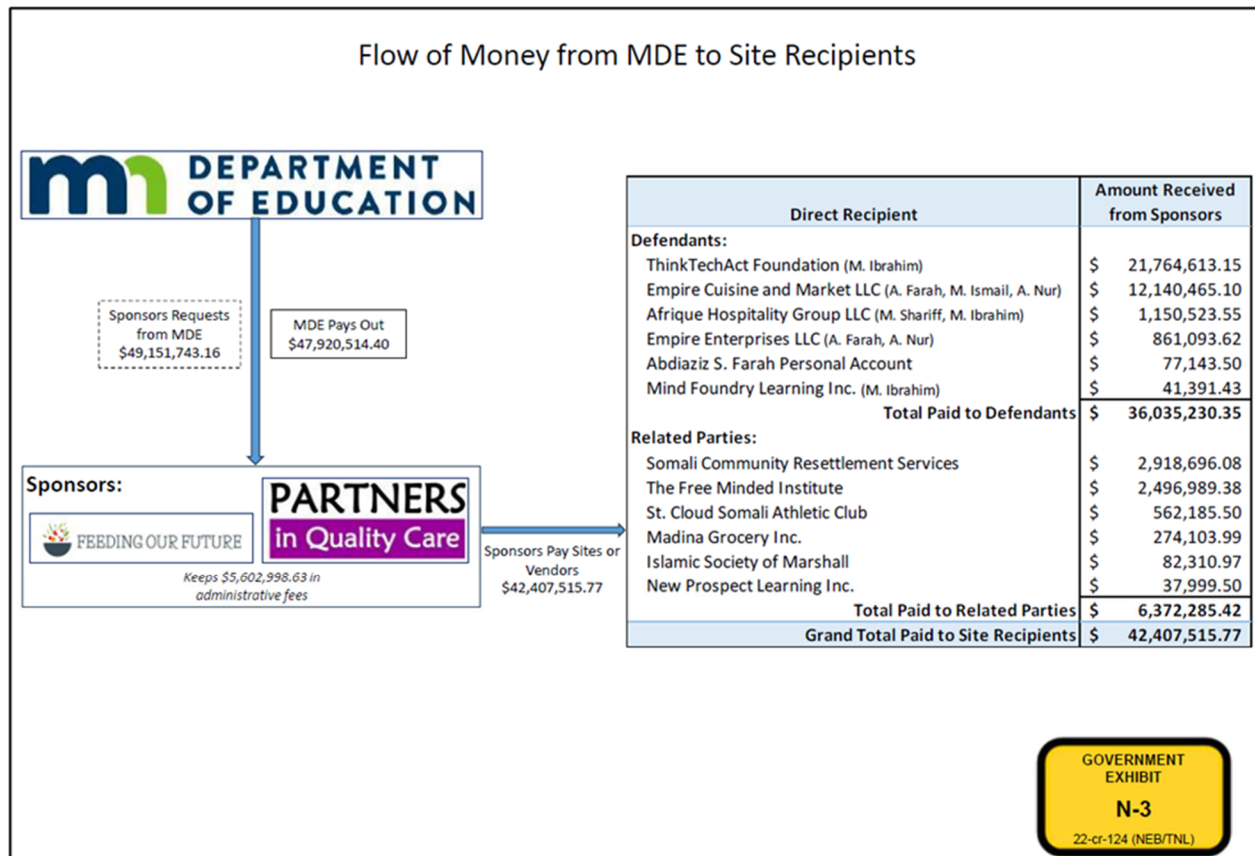 Flow of Money from MDE to Site Recipients
mn DEPARTMENT
OF EDUCATION
Sponsors Requests
from MDE
$49,151,743.16
MDE Pays Out
$47,920,514.40
Sponsors:
FEEDING OUR FUTURE
PARTNERS
in Quality Care
Keeps $5,602,998.63 in
administrative fees
Sponsors Pay Sites or
Vendors
$42,407,515.77
Direct Recipient Amount Received from Sponsors
Defendants:
ThinkTechAct Foundation (M. Ibrahim) $ 21,764,613.15
Empire Cuisine and Market LLC (A. Farah, M. Ismail, A. Nur) $ 12,140,465.10
Afrique Hospitality Group LLC (M. Shariff, M. Ibrahim) $ 1,150,523.55
Empire Enterprises LLC (A. Farah, A. Nur) $ 861,093.62
Abdiaziz S. Farah Personal Account $ 77,143.50
Mind Foundry Learning Inc. (M. Ibrahim) $ 41,391.43
Total Paid to Defendants $ 36,035,230.35
Related Parties:
Somali Community Resettlement Services $ 2,918,696.08
The Free Minded Institute $ 2,496,989.38
St. Cloud Somali Athletic Club $ 562,185.50
Madina Grocery Inc. $ 274,103.99
Islamic Society of Marshall $ 82,310.97
New Prospect Learning Inc. $ 37,999.50
Total Paid to Related Parties $ 6,372,285.42
Grand Total Paid to Site Recipients $ 42,407,515.77
GOVERNMENT
EXHIBIT
N-3
22-cr-124 (NEB/TNL)